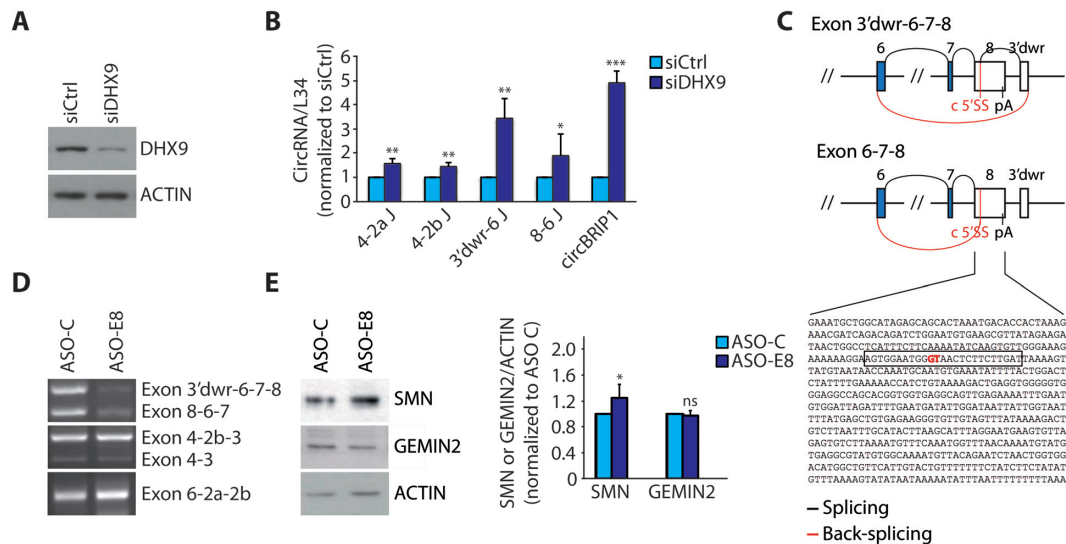 A
siCtrl
siDHX9
DHX9
ACTIN
B
CircRNA/L34
(normalized to siCtrl)
6
5
4
3
2
1
0
**
**
**
*
***
siCtrl
siDHX9
4-2a J
4-2b J
3'dwr-6 J
8-6 J
circBRIP1
C
Exon 3'dwr-6-7-8
6
7
8
3'dwr
//
//
c 5'SS
pA
Exon 6-7-8
6
7
8
3'dwr
//
//
c 5'SS
pA
GAAATGCTGGCATAGAGCAGCACTAAATGACACCACTAAAG
AAACGATCAGACAGATCTGGAATGTGAAGCGTTATAGAAGA
TAACTGGCCTCATTTCTTCAAAATATCAAGTGTTGGGAAAG
AAAAAAGGAAGTGGAATGGGTAACTCTTCTTGATTAAAAGT
TATGTAATAACCAAATGCAATGTGAAATATTTTACTGGACT
CTATTTTGAAAAACCATCTGTAAAAGACTGAGGTGGGGGTG
GGAGGCCAGCACGGTGGTGAGGCAGTTGAGAAAATTTGAAT
GTGGATTAGATTTTGAATGATATTGGATAATTATTGGTAAT
TTTATGAGCTGTGAGAAGGGTGTTGTAGTTTATAAAAGACT
GTCTTAATTTGCATACTTAAGCATTTAGGAATGAAGTGTTA
GAGTGTCTTAAAATGTTTCAAATGGTTTAACAAAATGTATG
TGAGGCGTATGTGGCAAAATGTTACAGAATCTAACTGGTGG
ACATGGCTGTTCATTGTACTGTTTTTTTCTATCTTCTATAT
GTTTAAAAGTATATAATAAAAATATTTAATTTTTTTTTAAA
Splicing
Back-splicing
D
ASO-C
ASO-E8
Exon 3'dwr-6-7-8
Exon 8-6-7
Exon 4-2b-3
Exon 4-3
Exon 6-2a-2b
E
ASO-C
ASO-E8
SMN
GEMIN2
ACTIN
SMN or GEMIN2/ACTIN
(normalized to ASO C)
2.0
1.6
1.2
0.8
0.4
0
*
ns
ASO-C
ASO-E8
SMN
GEMIN2